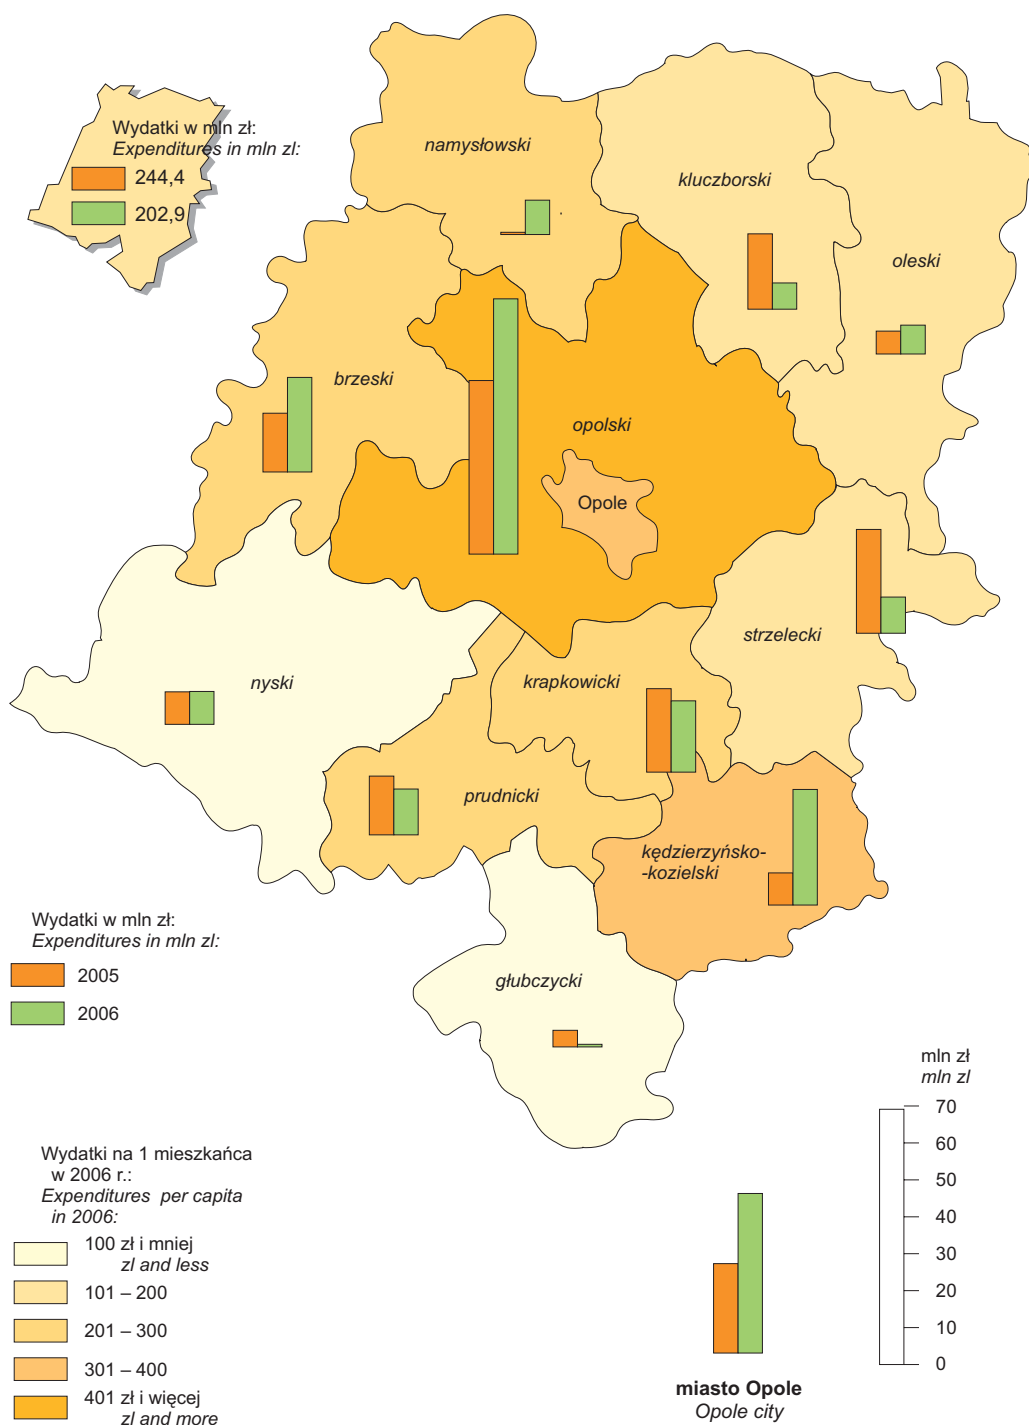 Wydatki w mln zł:
Expenditures in mln zl:
244,4
202,9
namysłowski
kluczborski
oleski
brzeski
opolski
Opole
strzelecki
nyski
krapkowicki
prudnicki
kędzierzyńsko-
-kozielski
głubczycki
Wydatki w mln zł:
Expenditures in mln zl:
2005
2006
Wydatki na 1 mieszkańca
w 2006 r.:
Expenditures per capita
in 2006:
100 zł i mniej
zl and less
101 – 200
201 – 300
301 – 400
401 zł i więcej
zl and more
miasto Opole
Opole city
mln zł
mln zl
70
60
50
40
30
20
10
0